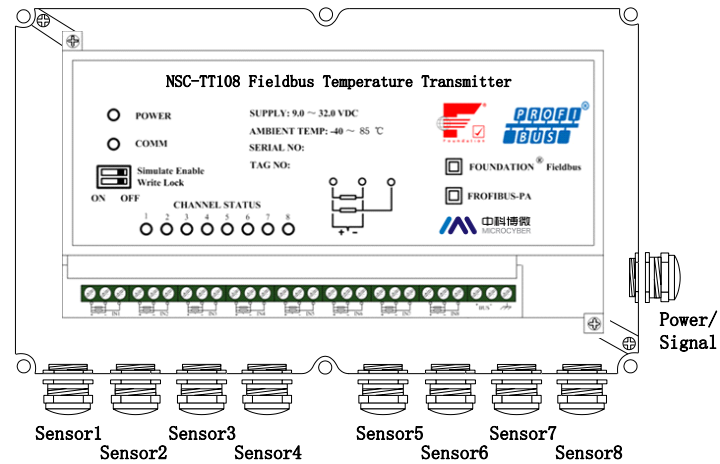 NSC-TT108 Fieldbus Temperature Transmitter
POWER
COMM
Simulate Enable
Write Lock
ON OFF
SUPPLY: 9.0 ~ 32.0 VDC
AMBIENT TEMP: -40 ~ 85 ℃
SERIAL NO:
TAG NO:
CHANNEL STATUS
1 2 3 4 5 6 7 8
+ -
Foundation
PROFI
BUS
®
FOUNDATION® Fieldbus
FROFIBUS-PA
中科博微
MICROCYBER
BUS
Power/
Signal
Sensor1
Sensor2
Sensor3
Sensor4
Sensor5
Sensor6
Sensor7
Sensor8